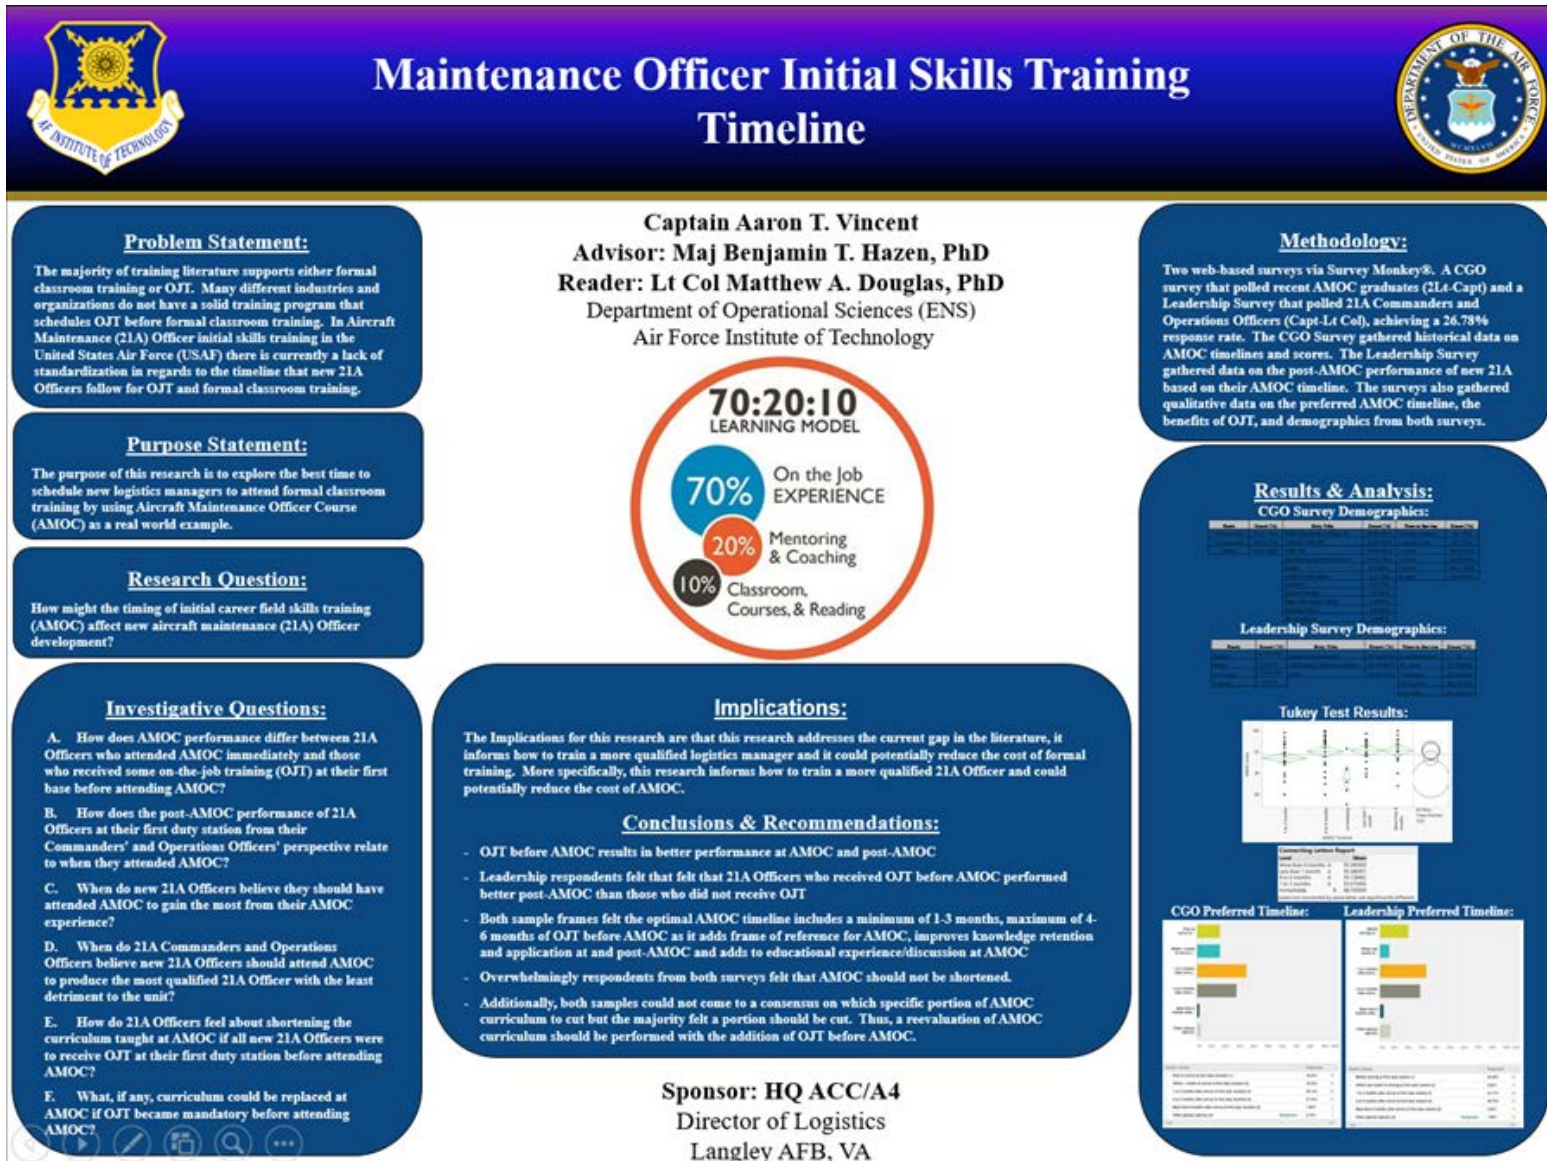 Maintenance Officer Initial Skills Training
Timeline
AF INSTITUTE OF TECHNOLOGY
DEPARTMENT OF THE AIR FORCE
MCMXLVII
UNITED STATES OF AMERICA
Problem Statement:
The majority of training literature supports either formal
classroom training or OJT. Many different industries and
organizations do not have a solid training program that
schedules OJT before formal classroom training. In Aircraft
Maintenance (21A) Officer initial skills training in the
United States Air Force (USAF) there is currently a lack of
standardization in regards to the timeline that new 21A
Officers follow for OJT and formal classroom training.
Purpose Statement:
The purpose of this research is to explore the best time to
schedule new logistics managers to attend formal classroom
training by using Aircraft Maintenance Officer Course
(AMOC) as a real world example.
Research Question:
How might the timing of initial career field skills training
(AMOC) affect new aircraft maintenance (21A) Officer
development?
Investigative Questions:
A. How does AMOC performance differ between 21A
Officers who attended AMOC immediately and those
who received some on-the-job training (OJT) at their first
base before attending AMOC?
B. How does the post-AMOC performance of 21A
Officers at their first duty station from their
Commanders' and Operations Officers' perspective relate
to when they attended AMOC?
C. When do new 21A Officers believe they should have
attended AMOC to gain the most from their AMOC
experience?
D. When do 21A Commanders and Operations
Officers believe new 21A Officers should attend AMOC
to produce the most qualified 21A Officer with the least
detriment to the unit?
E. How do 21A Officers feel about shortening the
curriculum taught at AMOC if all new 21A Officers were
to receive OJT at their first duty station before attending
AMOC?
F. What, if any, curriculum could be replaced at
AMOC if OJT became mandatory before attending
AMOC?
Captain Aaron T. Vincent
Advisor: Maj Benjamin T. Hazen, PhD
Reader: Lt Col Matthew A. Douglas, PhD
Department of Operational Sciences (ENS)
Air Force Institute of Technology
70:20:10
LEARNING MODEL
70%
On the Job
EXPERIENCE
20%
Mentoring
& Coaching
10%
Classroom,
Courses, & Reading
Implications:
The Implications for this research are that this research addresses the current gap in the literature, it
informs how to train a more qualified logistics manager and it could potentially reduce the cost of formal
training. More specifically, this research informs how to train a more qualified 21A Officer and could
potentially reduce the cost of AMOC.
Conclusions & Recommendations:
- OJT before AMOC results in better performance at AMOC and post-AMOC
- Leadership respondents felt that felt that 21A Officers who received OJT before AMOC performed
better post-AMOC than those who did not receive OJT
- Both sample frames felt the optimal AMOC timeline includes a minimum of 1-3 months, maximum of 4-
6 months of OJT before AMOC as it adds frame of reference for AMOC, improves knowledge retention
and application at and post-AMOC and adds to educational experience/discussion at AMOC
- Overwhelmingly respondents from both surveys felt that AMOC should not be shortened.
- Additionally, both samples could not come to a consensus on which specific portion of AMOC
curriculum to cut but the majority felt a portion should be cut. Thus, a reevaluation of AMOC
curriculum should be performed with the addition of OJT before AMOC.
Sponsor: HQ ACC/A4
Director of Logistics
Langley AFB, VA
Methodology:
Two web-based surveys via Survey Monkey®. A CGO
survey that polled recent AMOC graduates (2Lt-Capt) and a
Leadership Survey that polled 21A Commanders and
Operations Officers (Capt-Lt Col), achieving a 26.78%
response rate. The CGO Survey gathered historical data on
AMOC timelines and scores. The Leadership Survey
gathered data on the post-AMOC performance of new 21A
based on their AMOC timeline. The surveys also gathered
qualitative data on the preferred AMOC timeline, the
benefits of OJT, and demographics from both surveys.
Results & Analysis:
CGO Survey Demographics:
Leadership Survey Demographics:
Tukey Test Results:
Connecting Letters Report
CGO Preferred Timeline:
Leadership Preferred Timeline: